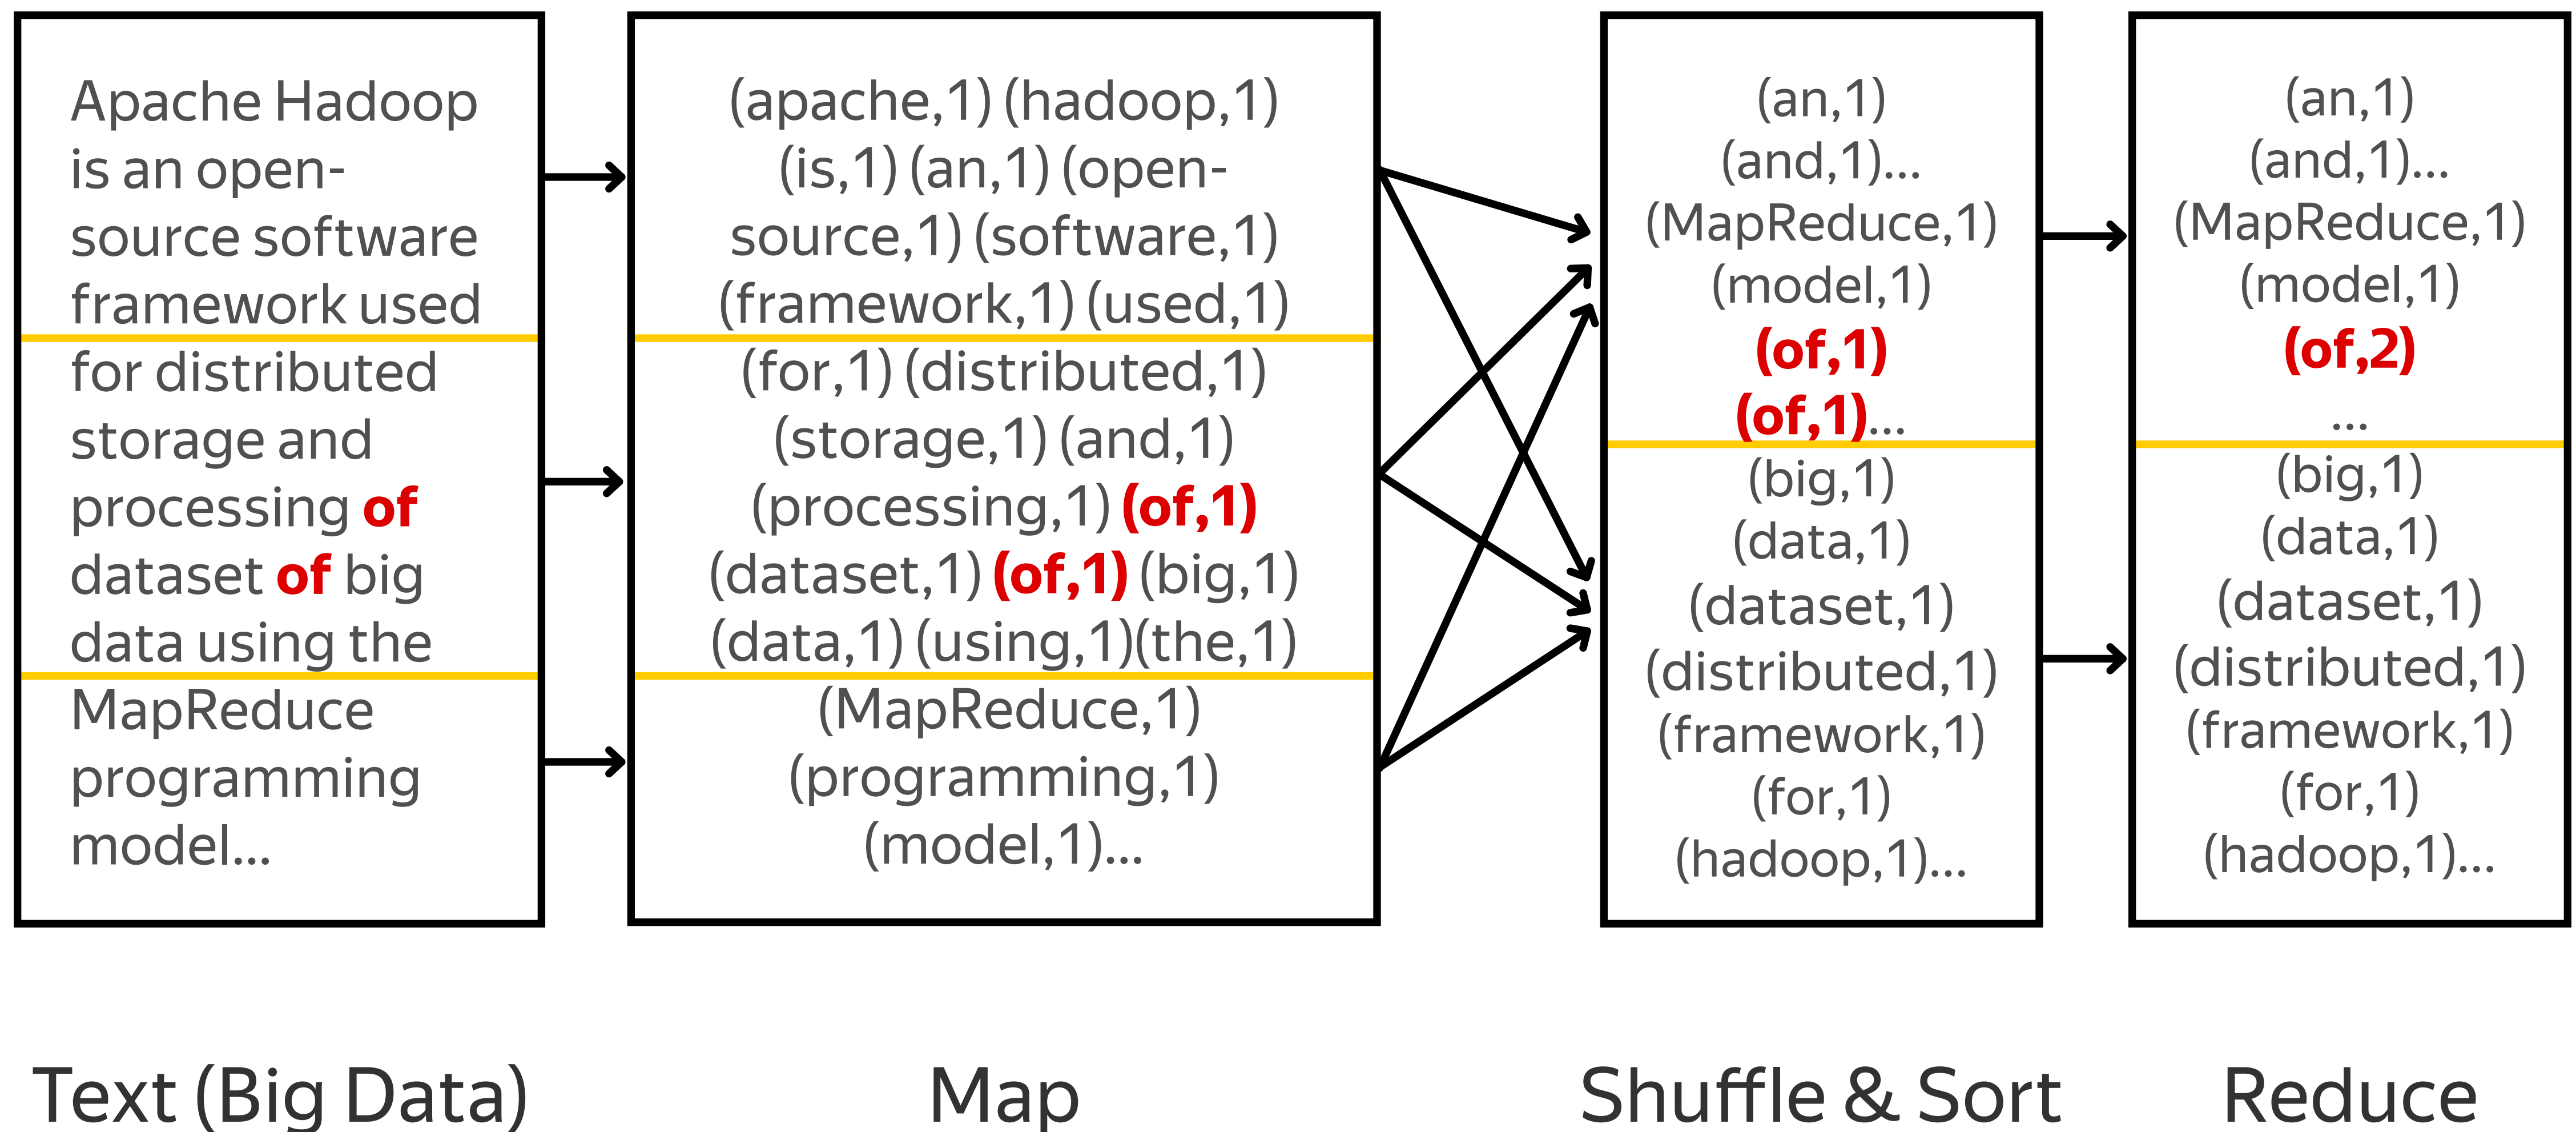 Apache Hadoop
is an open-
source software
framework used
for distributed
storage and
processing of
dataset of big
data using the
MapReduce
programming
model...
(apache,1) (hadoop,1)
(is,1) (an,1) (open-
source,1) (software,1)
(framework,1) (used,1)
(for,1) (distributed,1)
(storage,1) (and,1)
(processing,1) (of,1)
(dataset,1) (of,1) (big,1)
(data,1) (using,1)(the,1)
(MapReduce,1)
(programming,1)
(model,1)...
(an,1)
(and,1)...
(MapReduce,1)
(model,1)
(of,1)
(of,1)...
(big,1)
(data,1)
(dataset,1)
(distributed,1)
(framework,1)
(for,1)
(hadoop,1)...
(an,1)
(and,1)...
(MapReduce,1)
(model,1)
(of,2)
...
(big,1)
(data,1)
(dataset,1)
(distributed,1)
(framework,1)
(for,1)
(hadoop,1)...
Text (Big Data)
Map
Shuffle & Sort
Reduce